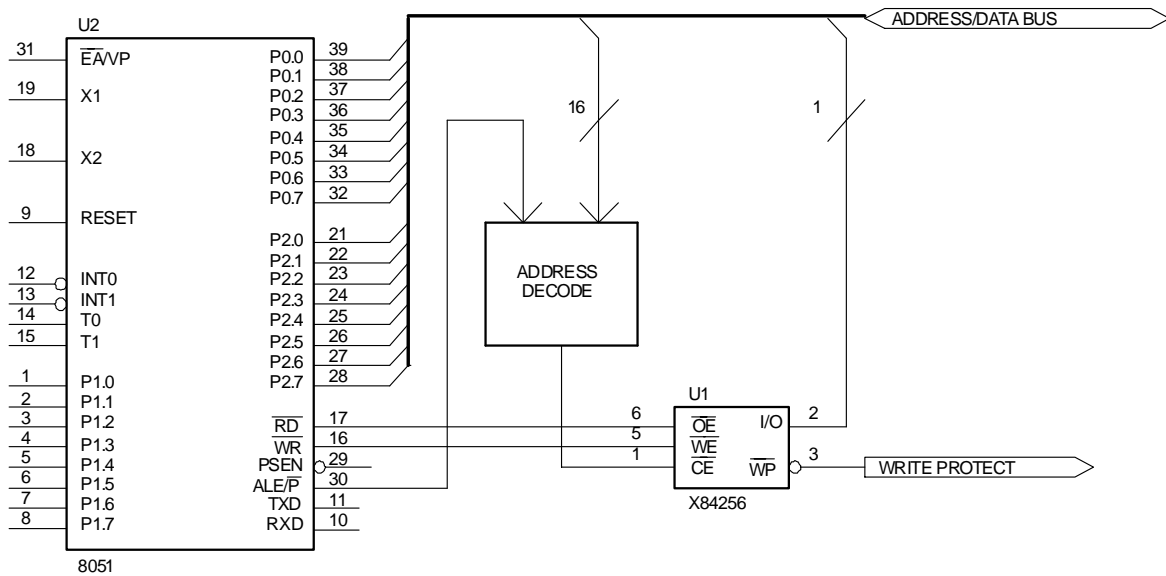 U2
ADDRESS/DATA BUS
31 EA/VP
19 X1
18 X2
9 RESET
12 INT0
13 INT1
14 T0
15 T1
1 P1.0
2 P1.1
3 P1.2
4 P1.3
5 P1.4
6 P1.5
7 P1.6
8 P1.7
P0.0 39
P0.1 38
P0.2 37
P0.3 36
P0.4 35
P0.5 34
P0.6 33
P0.7 32
P2.0 21
P2.1 22
P2.2 23
P2.3 24
P2.4 25
P2.5 26
P2.6 27
P2.7 28
RD 17
WR 16
PSEN 29
ALE/P 30
TXD 11
RXD 10
8051
16
1
ADDRESS
DECODE
U1
6 OE I/O 2
5 WE
1 CE WP 3
X84256
WRITE PROTECT